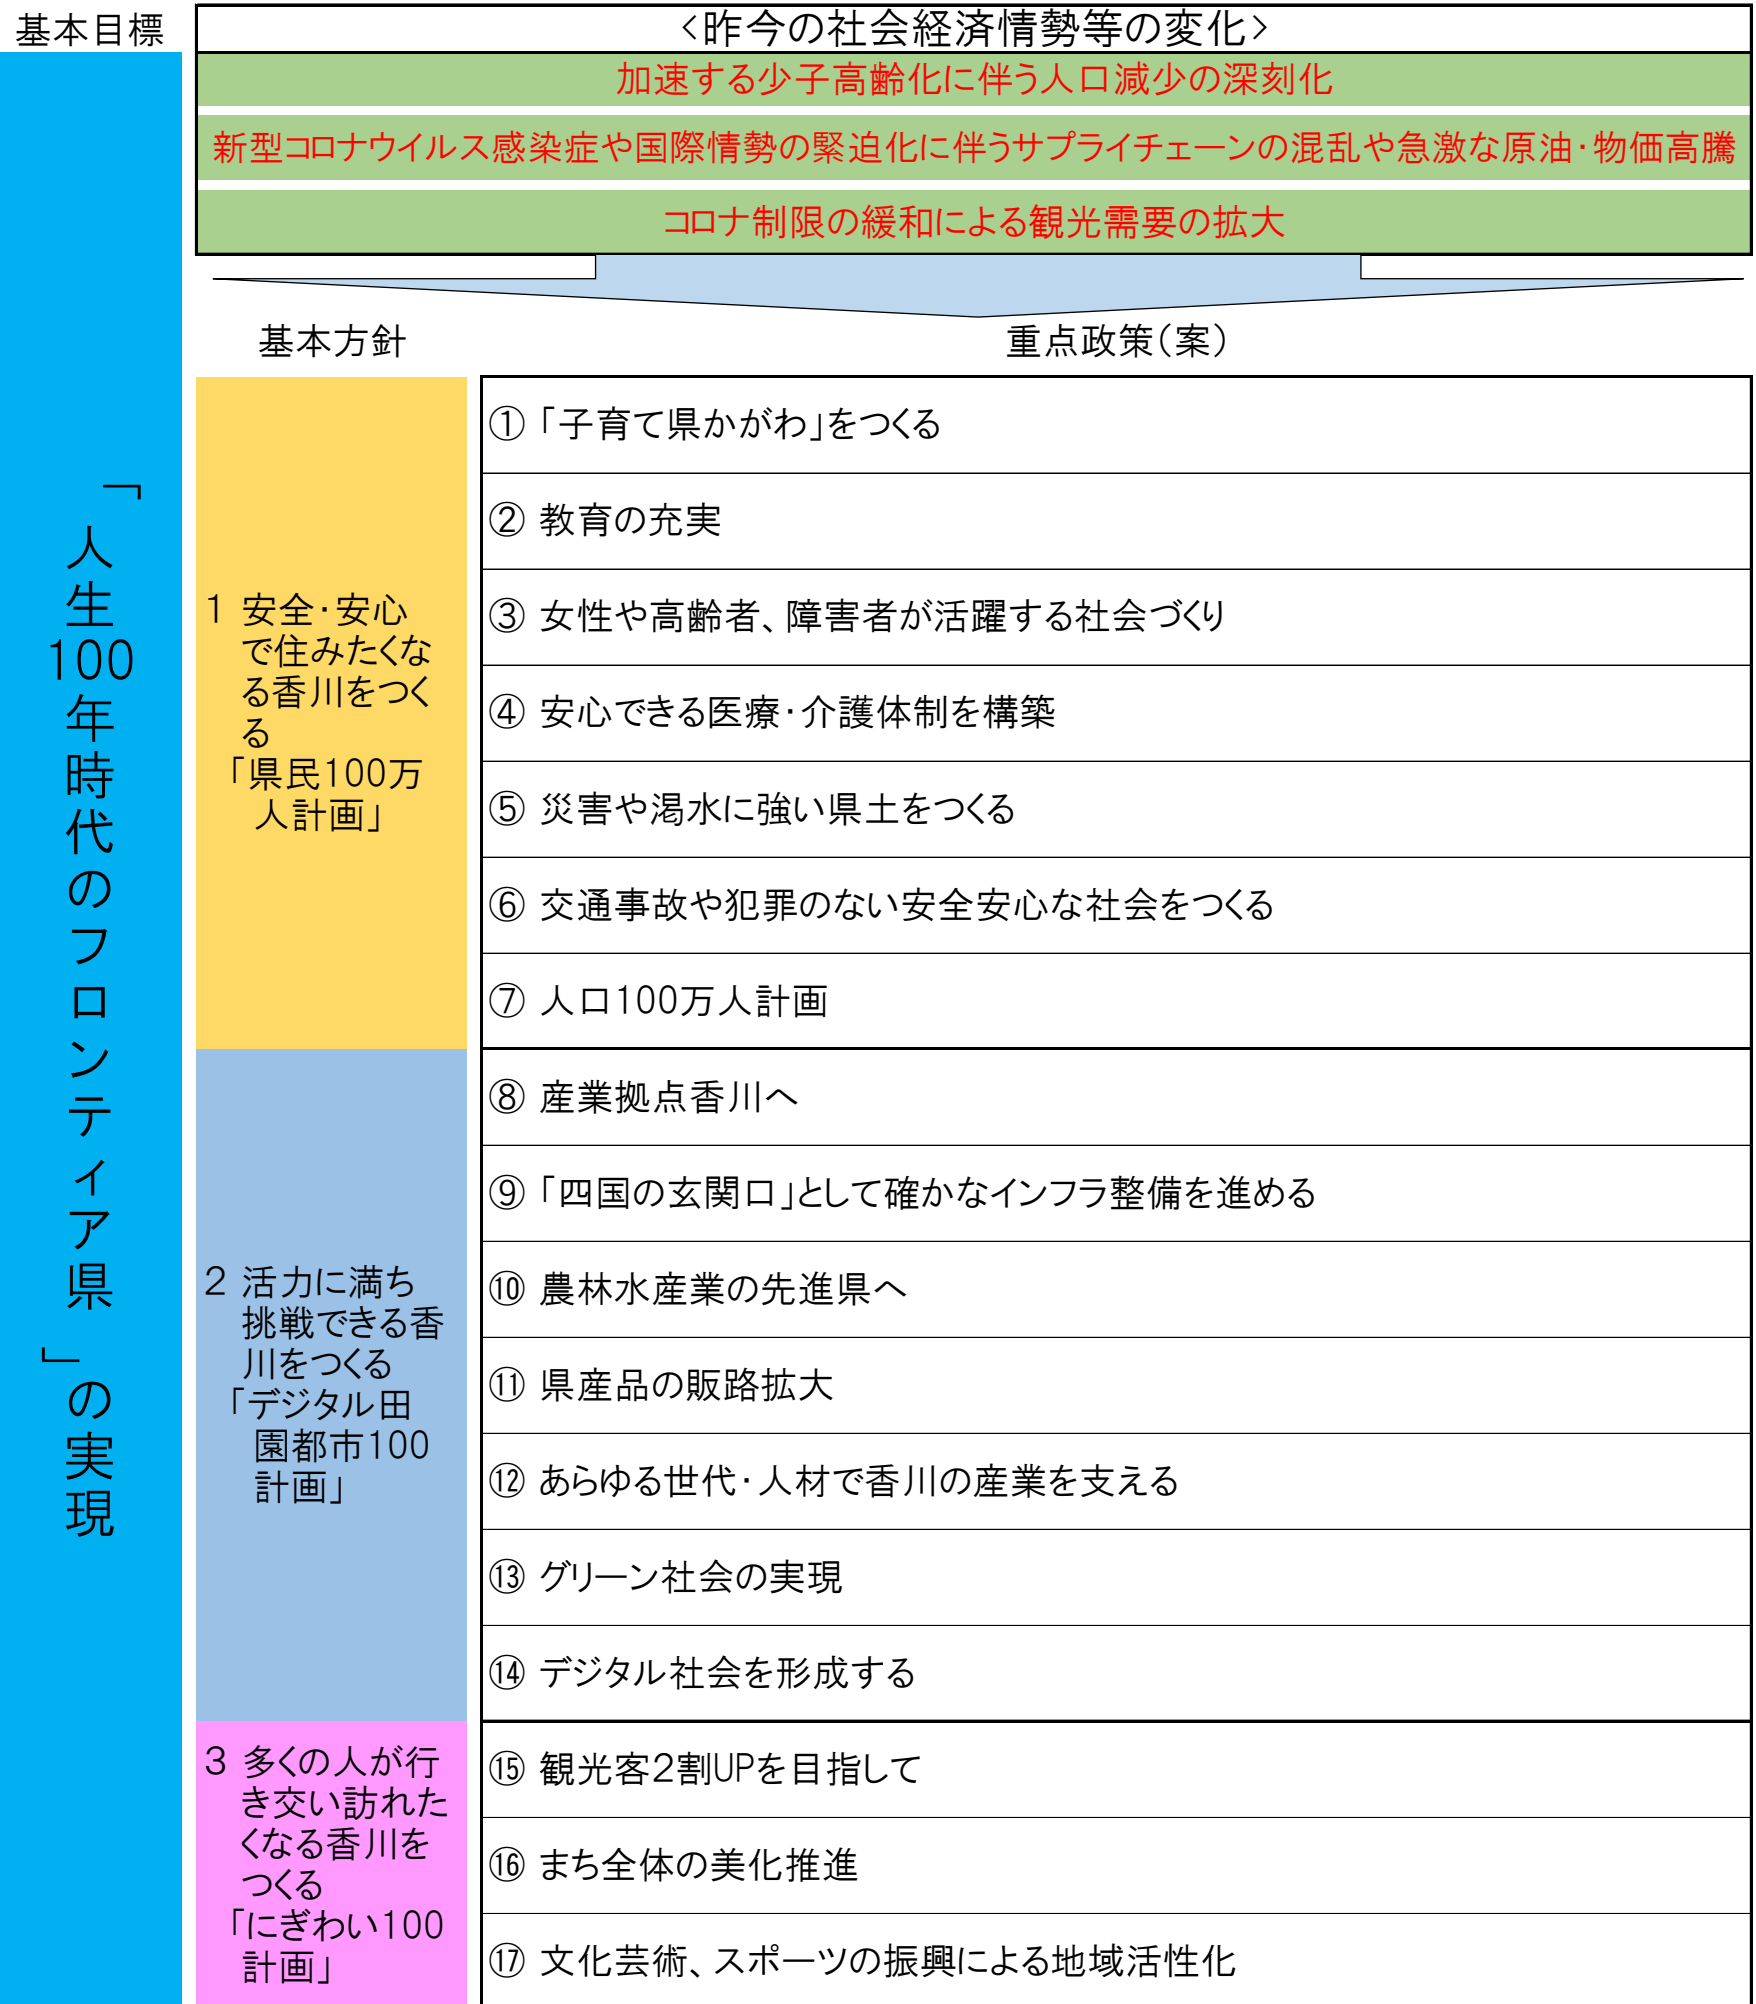 基本目標
「人生100年時代のフロンティア県」の実現
<昨今の社会経済情勢等の変化>
加速する少子高齢化に伴う人口減少の深刻化
新型コロナウイルス感染症や国際情勢の緊迫化に伴うサプライチェーンの混乱や急激な原油・物価高騰
コロナ制限の緩和による観光需要の拡大
基本方針
重点政策(案)
1 安全・安心
で住みたくな
る香川をつく
る
「県民100万
人計画」
① 「子育て県かがわ」をつくる
② 教育の充実
③ 女性や高齢者、障害者が活躍する社会づくり
④ 安心できる医療・介護体制を構築
⑤ 災害や渇水に強い県土をつくる
⑥ 交通事故や犯罪のない安全安心な社会をつくる
⑦ 人口100万人計画
2 活力に満ち
挑戦できる香
川をつくる
「デジタル田
園都市100
計画」
⑧ 産業拠点香川へ
⑨ 「四国の玄関口」として確かなインフラ整備を進める
⑩ 農林水産業の先進県へ
⑪ 県産品の販路拡大
⑫ あらゆる世代・人材で香川の産業を支える
⑬ グリーン社会の実現
⑭ デジタル社会を形成する
3 多くの人が行
き交い訪れた
くなる香川を
つくる
「にぎわい100
計画」
⑮ 観光客2割UPを目指して
⑯ まち全体の美化推進
⑰ 文化芸術、スポーツの振興による地域活性化